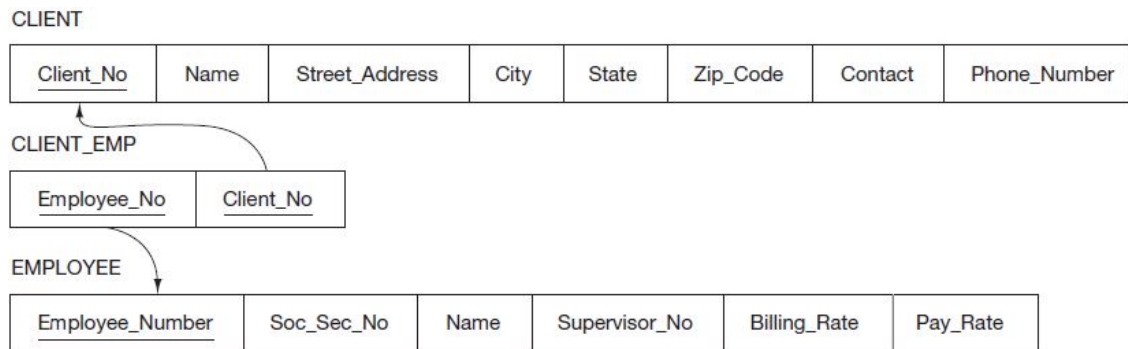 CLIENT
Client_No Name Street_Address City State Zip_Code Contact Phone_Number
CLIENT_EMP
Employee_No Client_No
EMPLOYEE
Employee_Number Soc_Sec_No Name Supervisor_No Billing_Rate Pay_Rate